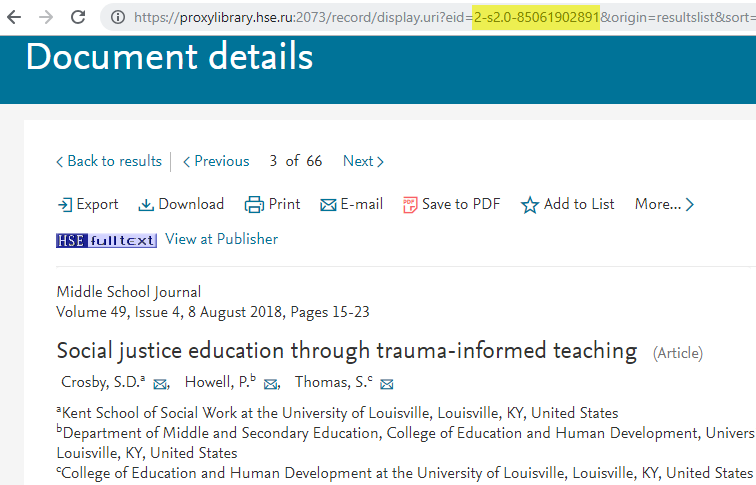 https://proxylibrary.hse.ru:2073/record/display.uri?eid=2-s2.0-85061902891&origin=resultslist&sort=
Document details
Back to results Previous 3 of 66 Next
Export Download Print E-mail Save to PDF Add to List More...
HSE fulltext View at Publisher
Middle School Journal
Volume 49, Issue 4, 8 August 2018, Pages 15-23
Social justice education through trauma-informed teaching (Article)
Crosby, S.D.ᵃ, Howell, P.ᵇ, Thomas, S.ᶜ
ᵃKent School of Social Work at the University of Louisville, Louisville, KY, United States
ᵇDepartment of Middle and Secondary Education, College of Education and Human Development, Univers
Louisville, KY, United States
ᶜCollege of Education and Human Development at the University of Louisville, Louisville, KY, United States